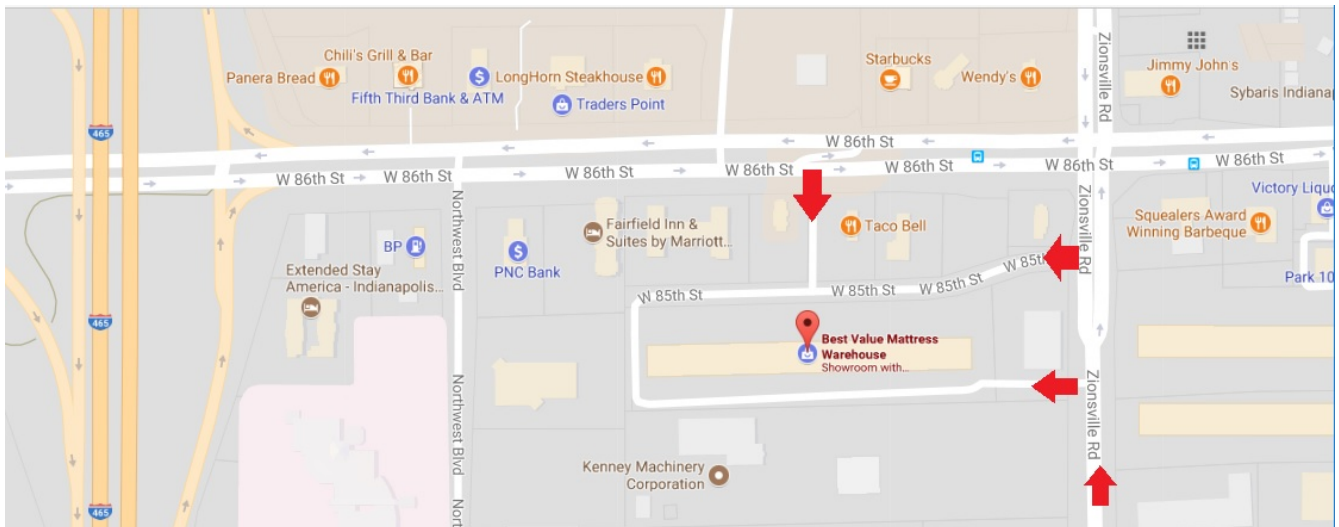 Chili's Grill & Bar
Panera Bread
Fifth Third Bank & ATM
LongHorn Steakhouse
Traders Point
Starbucks
Wendy's
Zionsville Rd
Jimmy John's
Sybaris Indianap
465
W 86th St
W 86th St
W 86th St
W 86th St
W 86th St
W 86th St
W 86th St
W 86th St
Northwest Blvd
BP
PNC Bank
Fairfield Inn &
Suites by Marriott...
Taco Bell
Zionsville Rd
Victory Liquo
Squealers Award
Winning Barbeque
Park 10
Extended Stay
America - Indianapolis...
W 85th
W 85th St
W 85th St
W 85th St
465
Best Value Mattress
Warehouse
Showroom with...
Northwest Blvd
Zionsville Rd
Kenney Machinery
Corporation
465